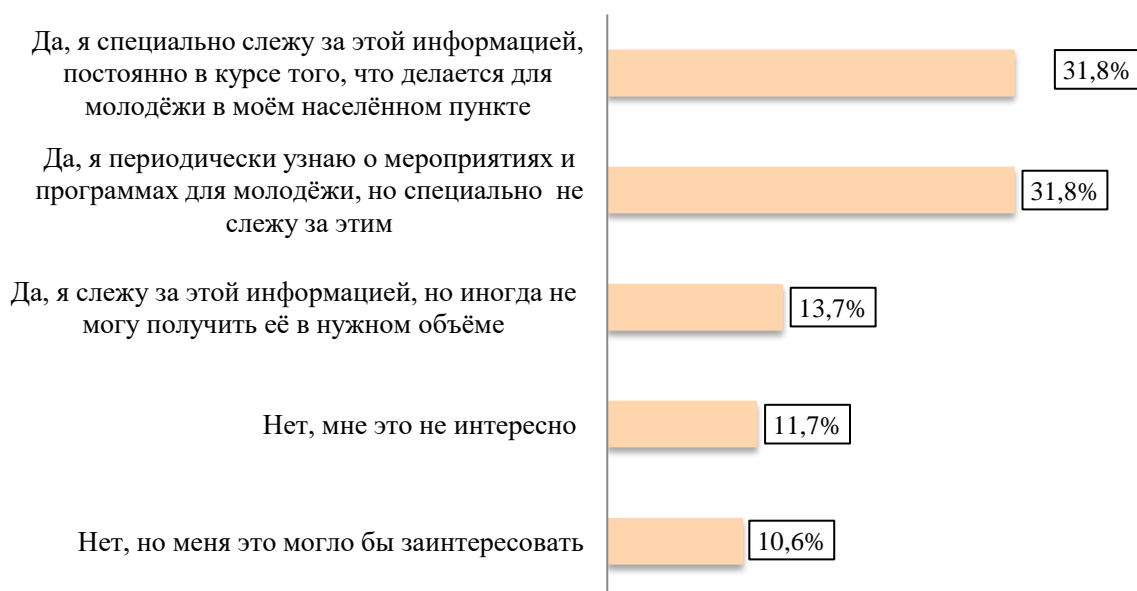 Да, я специально слежу за этой информацией,
постоянно в курсе того, что делается для
молодёжи в моём населённом пункте
31,8%
Да, я периодически узнаю о мероприятиях и
программах для молодёжи, но специально не
слежу за этим
31,8%
Да, я слежу за этой информацией, но иногда не
могу получить её в нужном объёме
13,7%
Нет, мне это не интересно
11,7%
Нет, но меня это могло бы заинтересовать
10,6%